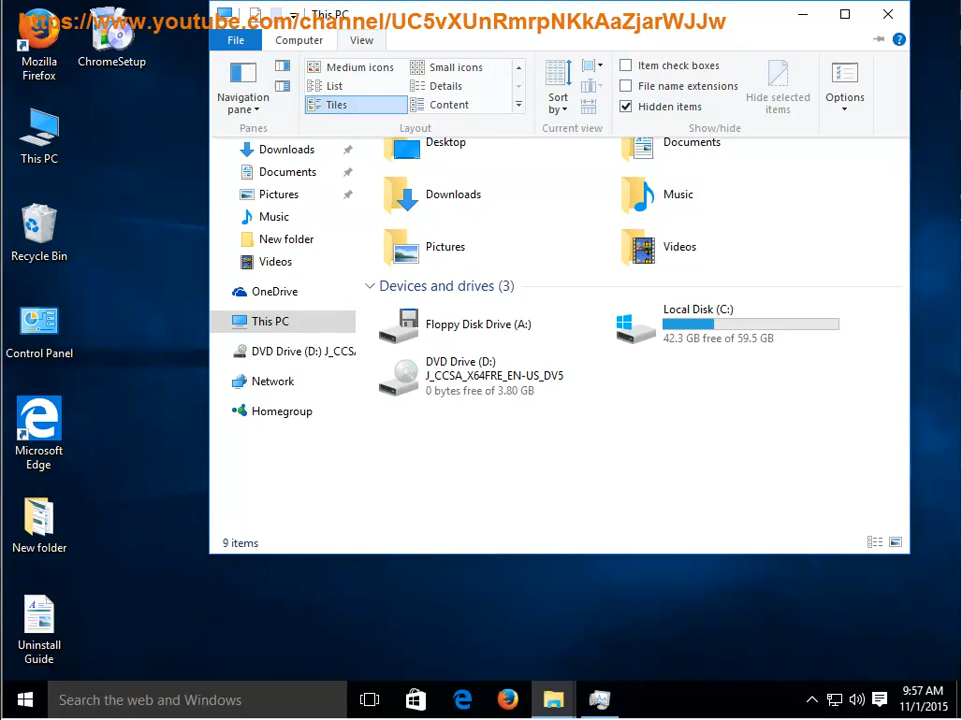 https://www.youtube.com/channel/UC5vXUnRmrpNKkAaZjarWJJw
This PC
File
Computer
View
Navigation pane
Medium icons
Small icons
List
Details
Tiles
Content
Sort by
Item check boxes
File name extensions
Hidden items
Hide selected items
Options
Panes
Layout
Current view
Show/hide
Downloads
Documents
Pictures
Music
New folder
Videos
OneDrive
This PC
DVD Drive (D:) J_CCSA
Network
Homegroup
Desktop
Documents
Downloads
Music
Pictures
Videos
Devices and drives (3)
Floppy Disk Drive (A:)
Local Disk (C:)
42.3 GB free of 59.5 GB
DVD Drive (D:)
J_CCSA_X64FRE_EN-US_DV5
0 bytes free of 3.80 GB
9 items
Mozilla
Firefox
ChromeSetup
This PC
Recycle Bin
Control Panel
Microsoft
Edge
New folder
Uninstall
Guide
Search the web and Windows
9:57 AM
11/1/2015